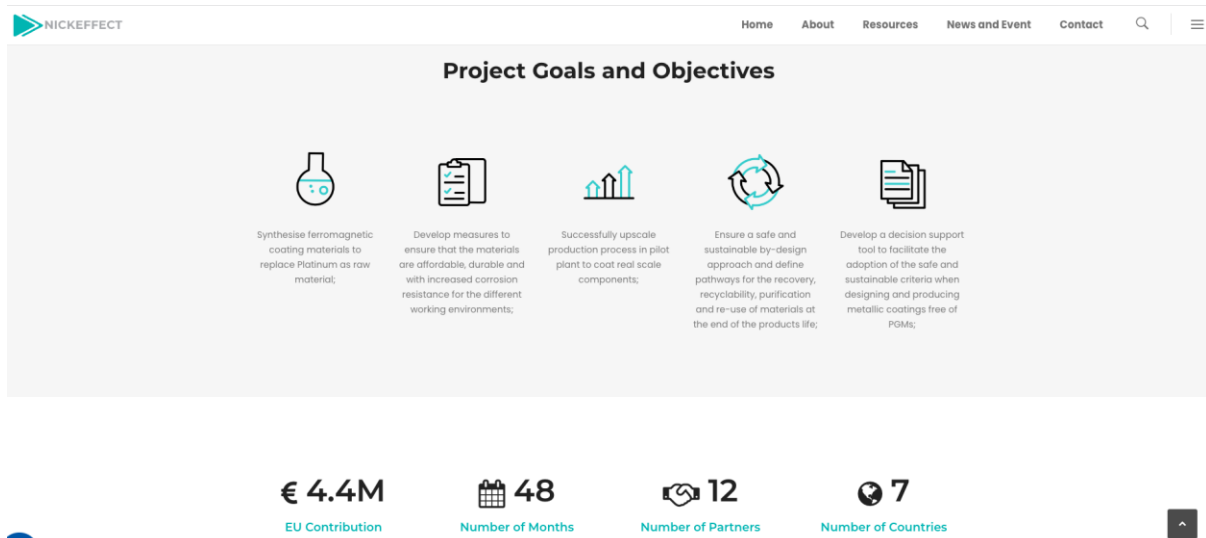 NICKEFFECT
Home About Resources News and Event Contact
Project Goals and Objectives
Synthesise ferromagnetic
coating materials to
replace Platinum as raw
material;
Develop measures to
ensure that the materials
are affordable, durable and
with increased corrosion
resistance for the different
working environments;
Successfully upscale
production process in pilot
plant to coat real scale
components;
Ensure a safe and
sustainable by-design
approach and define
pathways for the recovery,
recyclability, purification
and re-use of materials at
the end of the products life;
Develop a decision support
tool to facilitate the
adoption of the safe and
sustainable criteria when
designing and producing
metallic coatings free of
PGMs;
€ 4.4M
EU Contribution
48
Number of Months
12
Number of Partners
7
Number of Countries